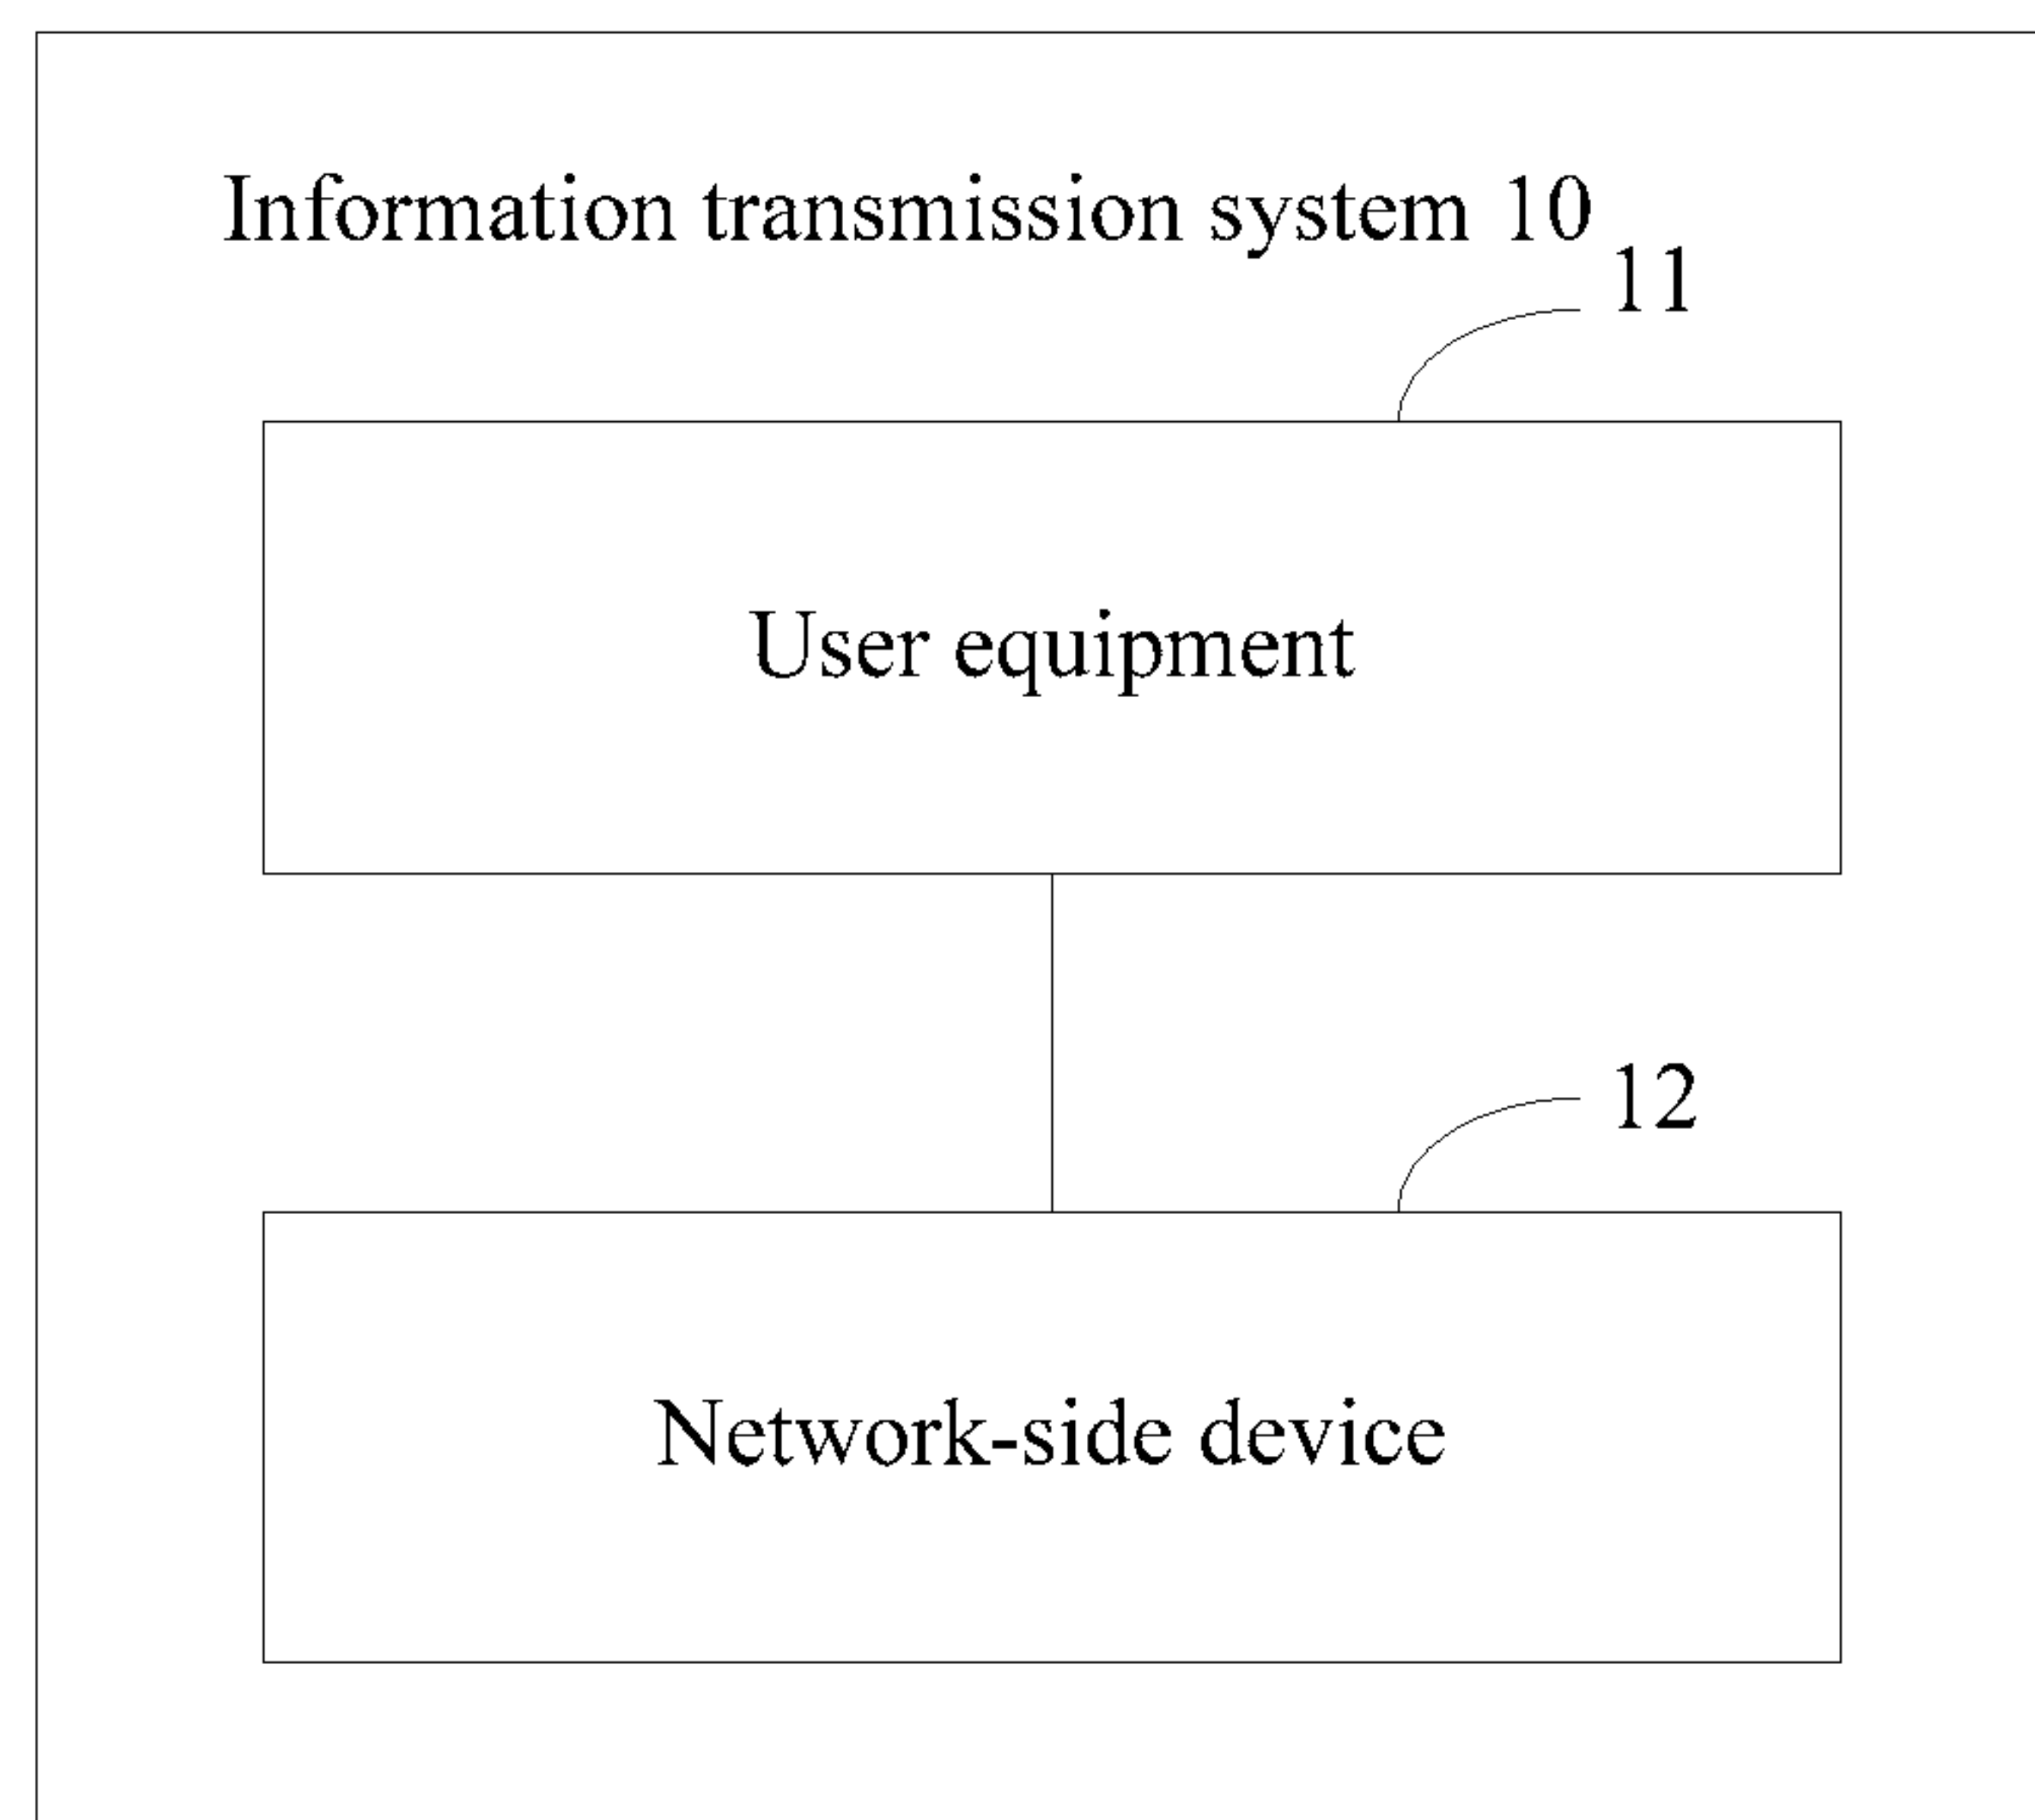 Information transmission system 10
11
User equipment
12
Network-side device